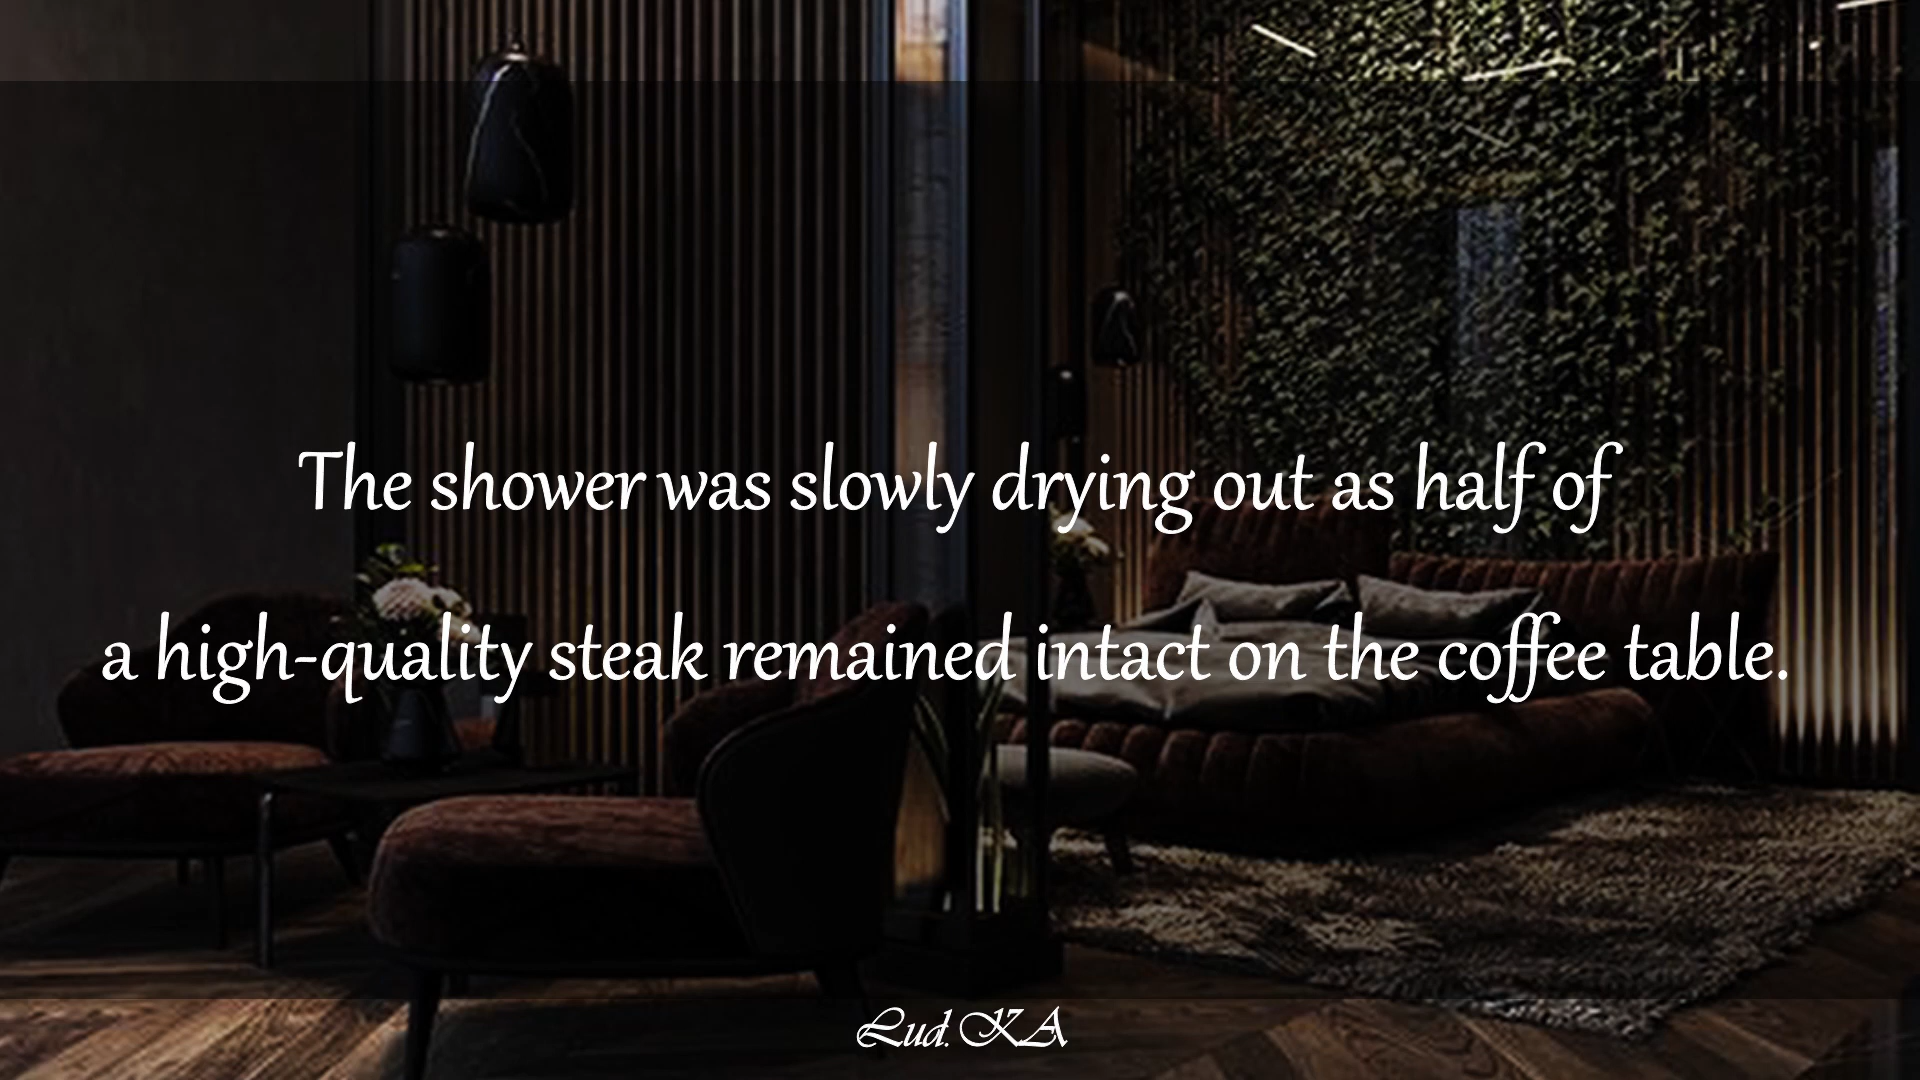 The shower was slowly drying out as half of
a high-quality steak remained intact on the coffee table.
Lud. KA